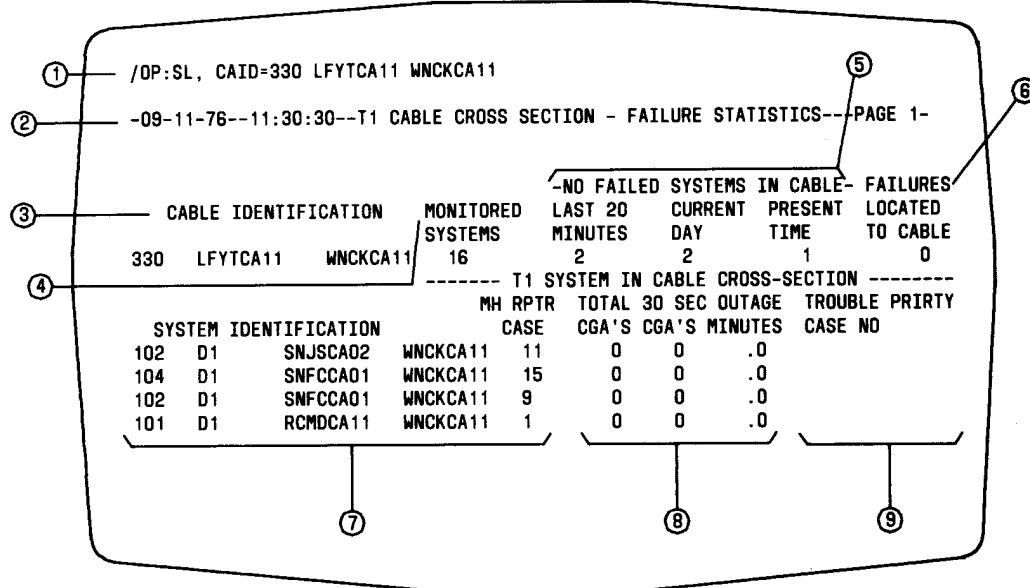 ① /OP:SL, CAID=330 LFYTCA11 WNCKCA11 ⑤
② -09-11-76--11:30:30--T1 CABLE CROSS SECTION - FAILURE STATISTICS---PAGE 1- ⑥
-NO FAILED SYSTEMS IN CABLE- FAILURES
③ CABLE IDENTIFICATION MONITORED LAST 20 CURRENT PRESENT LOCATED
SYSTEMS MINUTES DAY TIME TO CABLE
330 LFYTCA11 WNCKCA11 16 2 2 1 0
④ ------- T1 SYSTEM IN CABLE CROSS-SECTION --------
MH RPTR TOTAL 30 SEC OUTAGE TROUBLE PRIRTY
SYSTEM IDENTIFICATION CASE CGA'S CGA'S MINUTES CASE NO
102 D1 SNJSCA02 WNCKCA11 11 0 0 .0
104 D1 SNFCCA01 WNCKCA11 15 0 0 .0
102 D1 SNFCCA01 WNCKCA11 9 0 0 .0
101 D1 RCMDCA11 WNCKCA11 1 0 0 .0
⑦ ⑧ ⑨